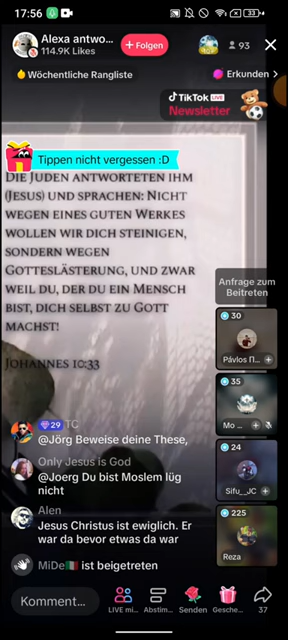 17:56
Alexa antwo...
114.9K Likes
+ Folgen
93
Wöchentliche Rangliste
Erkunden >
TikTok LIVE
Newsletter
Tippen nicht vergessen :D
Die Juden antworteten ihm
(Jesus) und sprachen: Nicht
wegen eines guten Werkes
wollen wir dich steinigen,
sondern wegen
Gotteslästerung, und zwar
weil du, der du ein Mensch
bist, dich selbst zu Gott
machst!
Johannes 10:33
Anfrage zum
Beitreten
30
Pávlos Π...
35
Mo ...
24
Sifu_JC
225
Reza
29 TC
@Jörg Beweise deine These,
Only Jesus is God
@Joerg Du bist Moslem lüg
nicht
Alen
Jesus Christus ist ewiglich. Er
war da bevor etwas da war
MiDe🇮🇹 ist beigetreten
Komment...
LIVE mi...
Abstim...
Senden
Gesche...
37